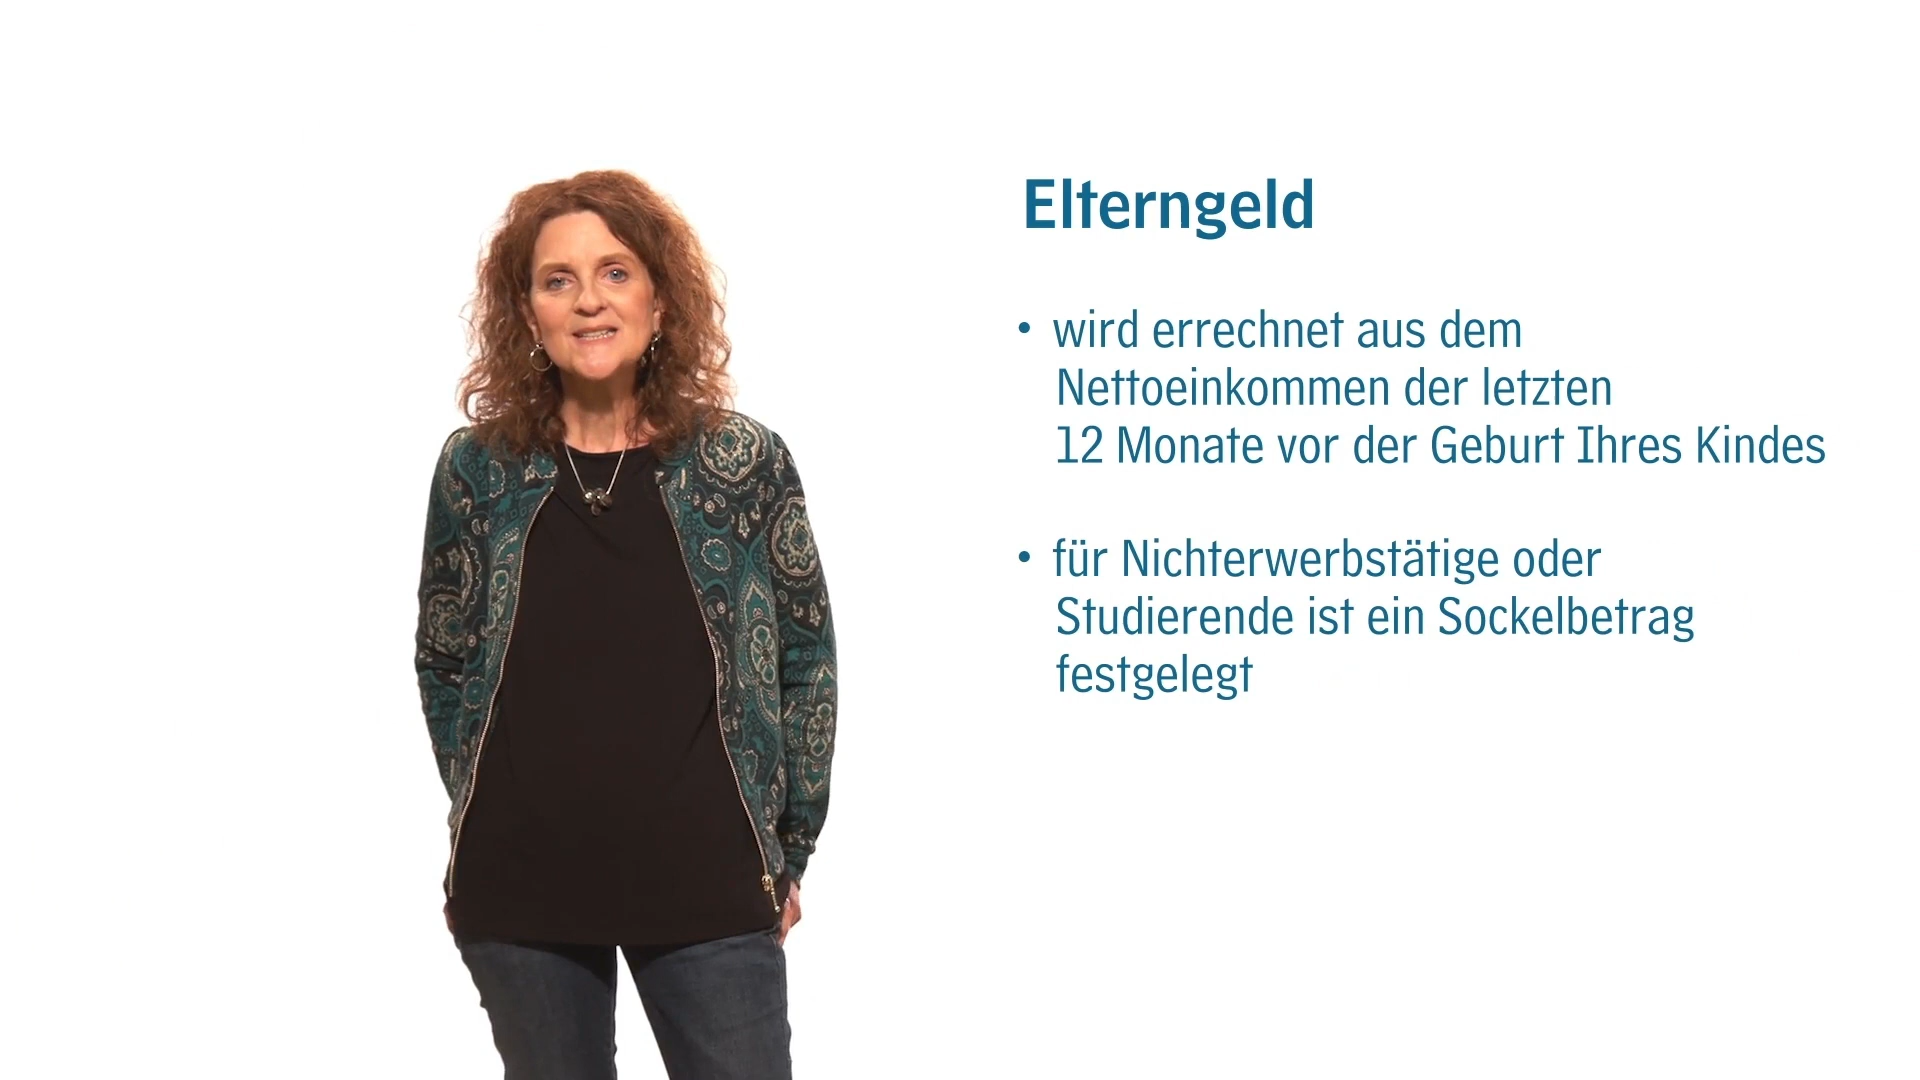 Elterngeld
• wird errechnet aus dem
Nettoeinkommen der letzten
12 Monate vor der Geburt Ihres Kindes
• für Nichterwerbstätige oder
Studierende ist ein Sockelbetrag
festgelegt